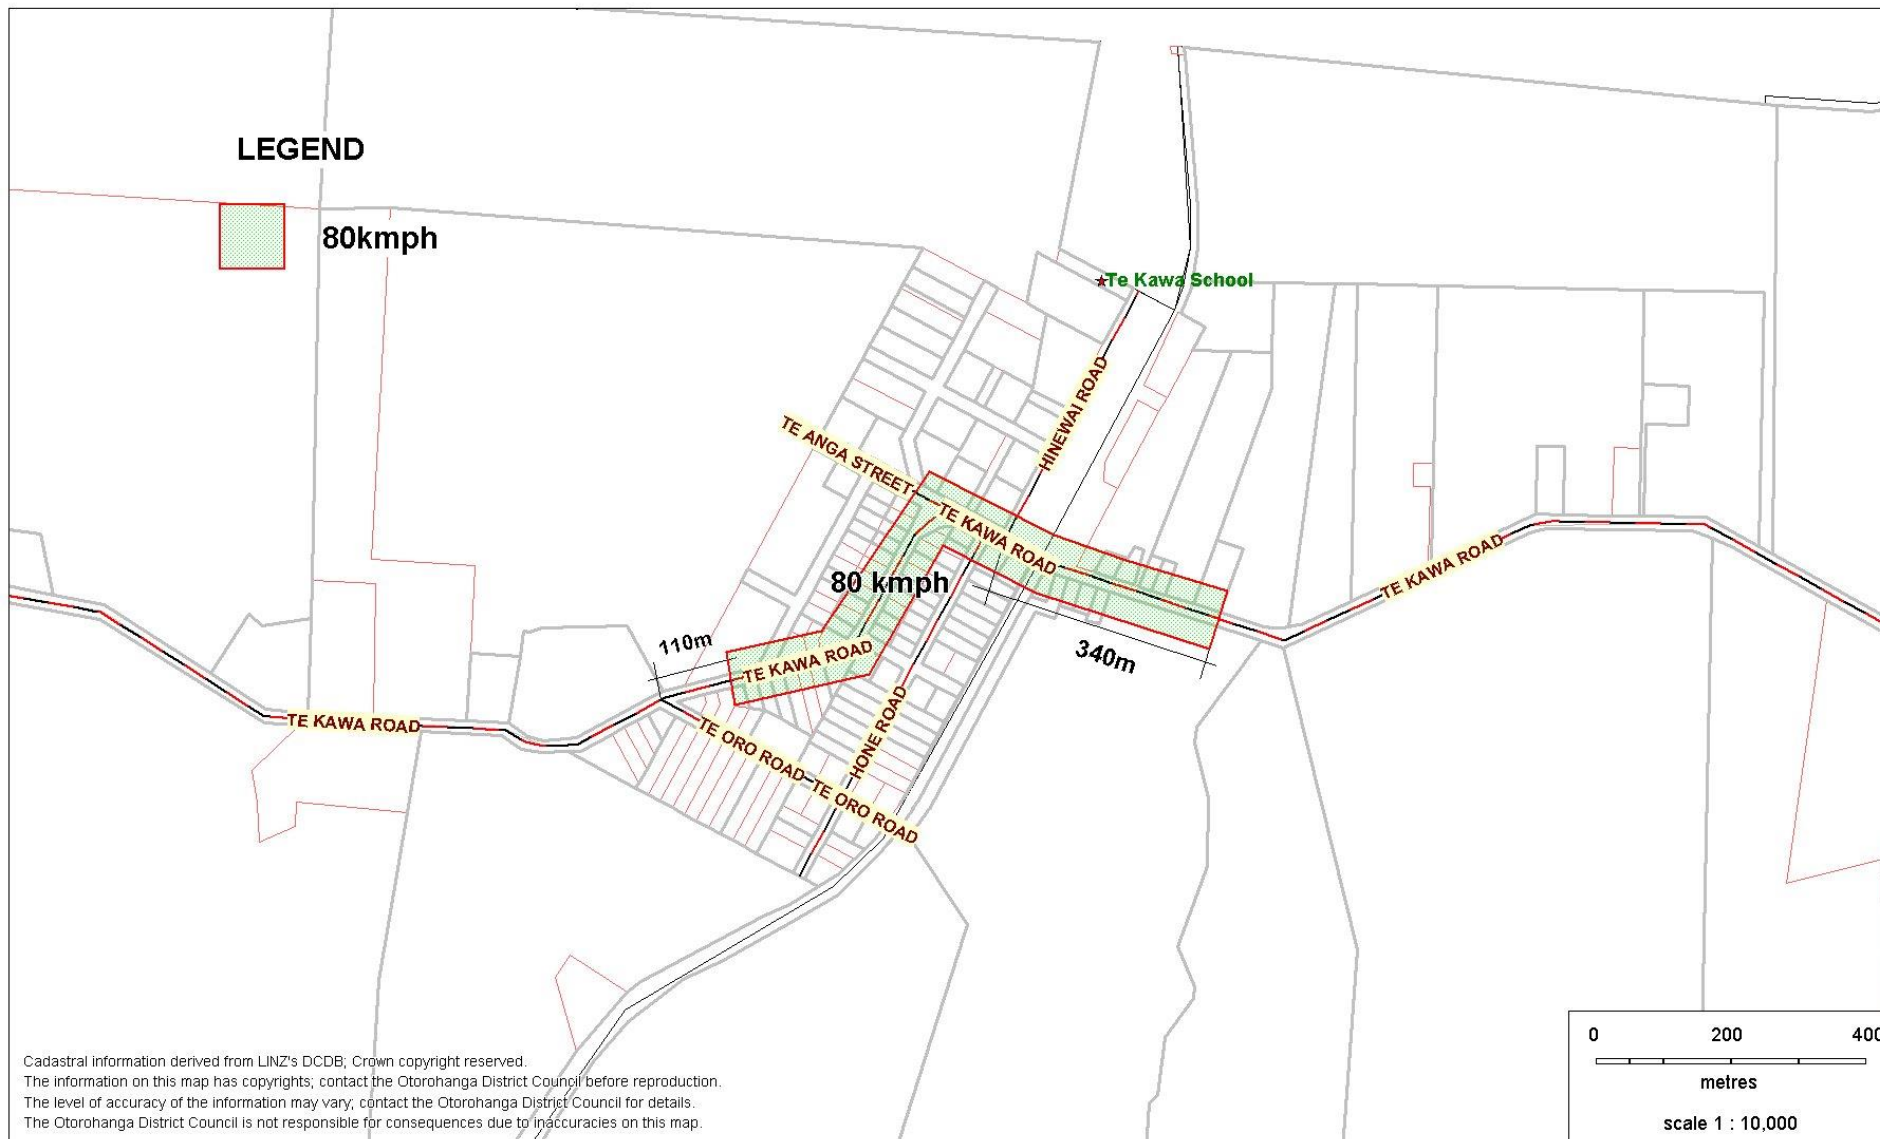 LEGEND
80kmph
Te Kawa School
HINEWAI ROAD
TE ANGA STREET
TE KAWA ROAD
TE KAWA ROAD
80 kmph
110m
TE KAWA ROAD
340m
TE KAWA ROAD
TE ORO ROAD
HONE ROAD
TE ORO ROAD
Cadastral information derived from LINZ's DCDB; Crown copyright reserved.
The information on this map has copyrights; contact the Otorohanga District Council before reproduction.
The level of accuracy of the information may vary; contact the Otorohanga District Council for details.
The Otorohanga District Council is not responsible for consequences due to inaccuracies on this map.
0 200 400
metres
scale 1 : 10,000